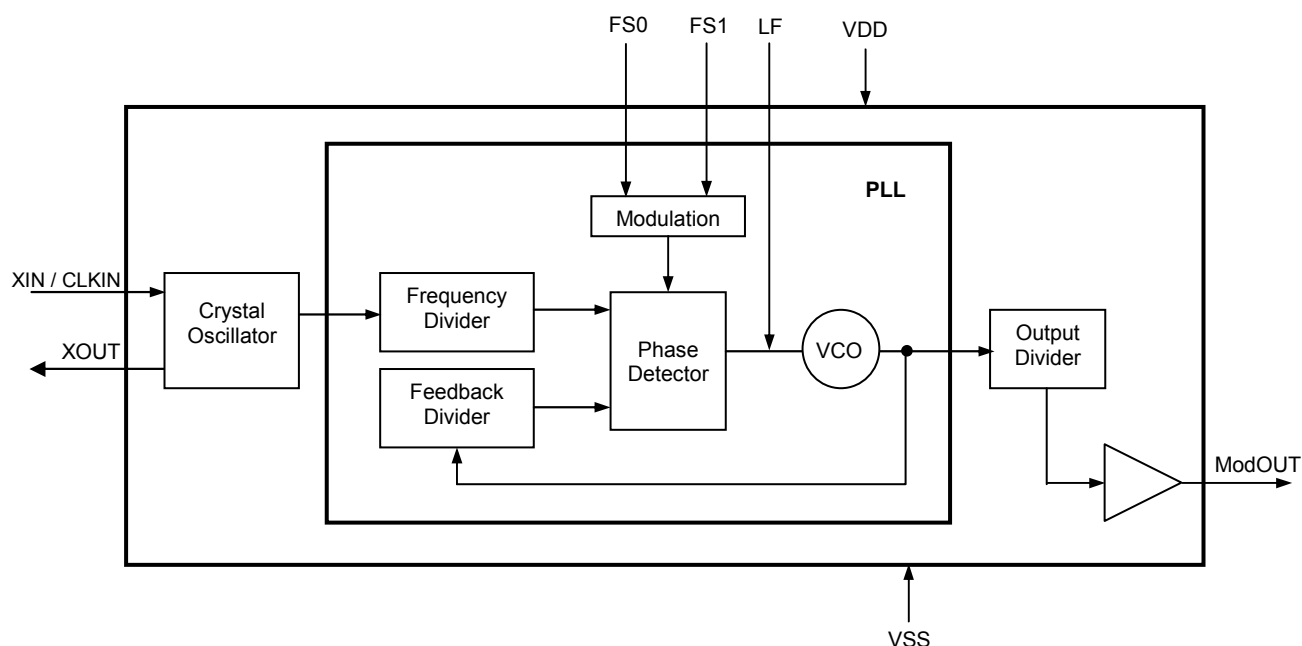 FS0
FS1
LF
VDD
PLL
Modulation
XIN / CLKIN
Crystal
Oscillator
XOUT
Frequency
Divider
Feedback
Divider
Phase
Detector
VCO
Output
Divider
ModOUT
VSS